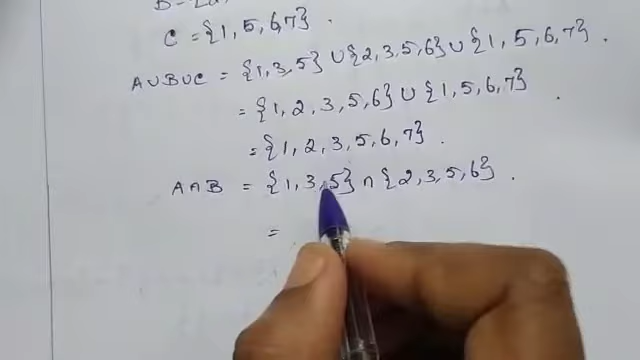 C = {1, 5, 6, 7} .
A∪B∪C = {1, 3, 5} ∪ {2, 3, 5, 6} ∪ {1, 5, 6, 7} .
= {1, 2, 3, 5, 6} ∪ {1, 5, 6, 7} .
= {1, 2, 3, 5, 6, 7} .
A∩B = {1, 3, 5} ∩ {2, 3, 5, 6} .
=